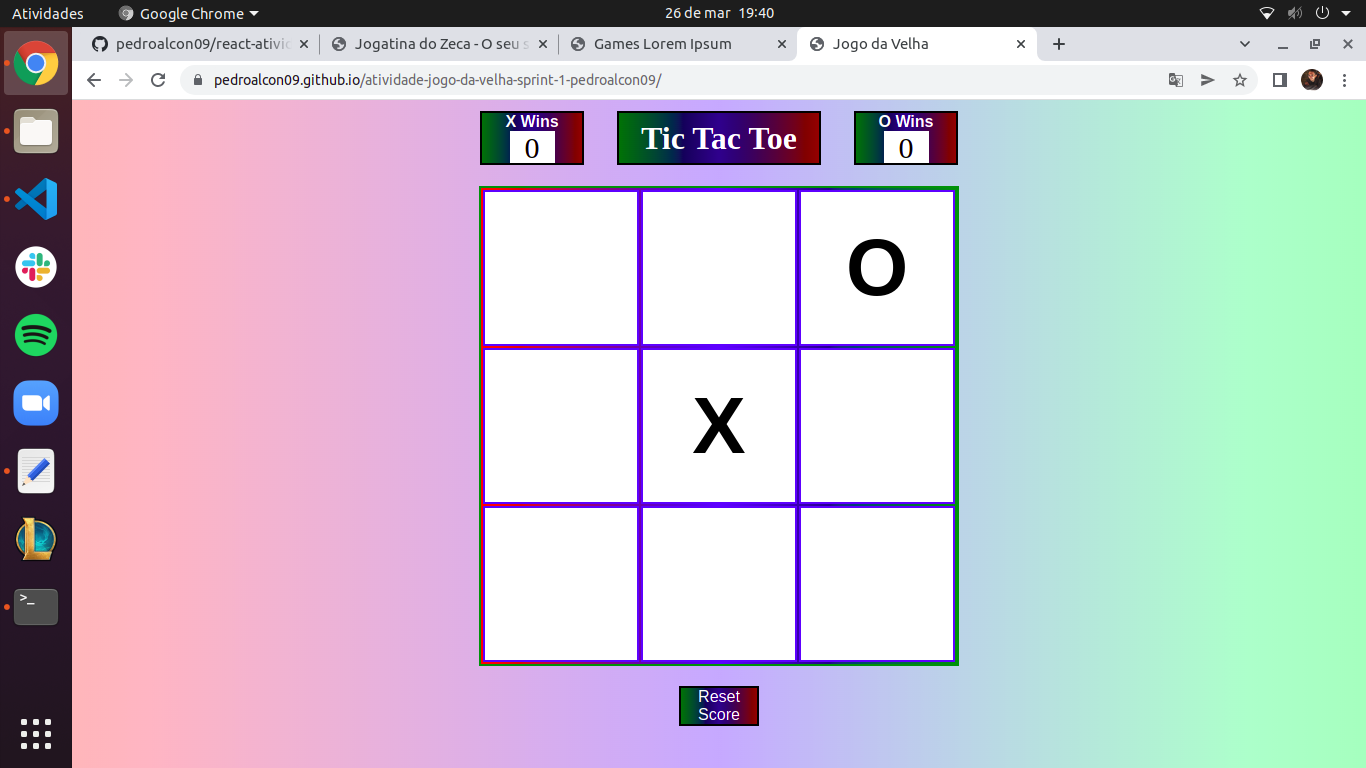 Atividades
Google Chrome
26 de mar 19:40
pedroalcon09/react-ativid
Jogatina do Zeca - O seu s
Games Lorem Ipsum
Jogo da Velha
pedroalcon09.github.io/atividade-jogo-da-velha-sprint-1-pedroalcon09/
X Wins
0
Tic Tac Toe
O Wins
0
O
X
>_
Reset
Score